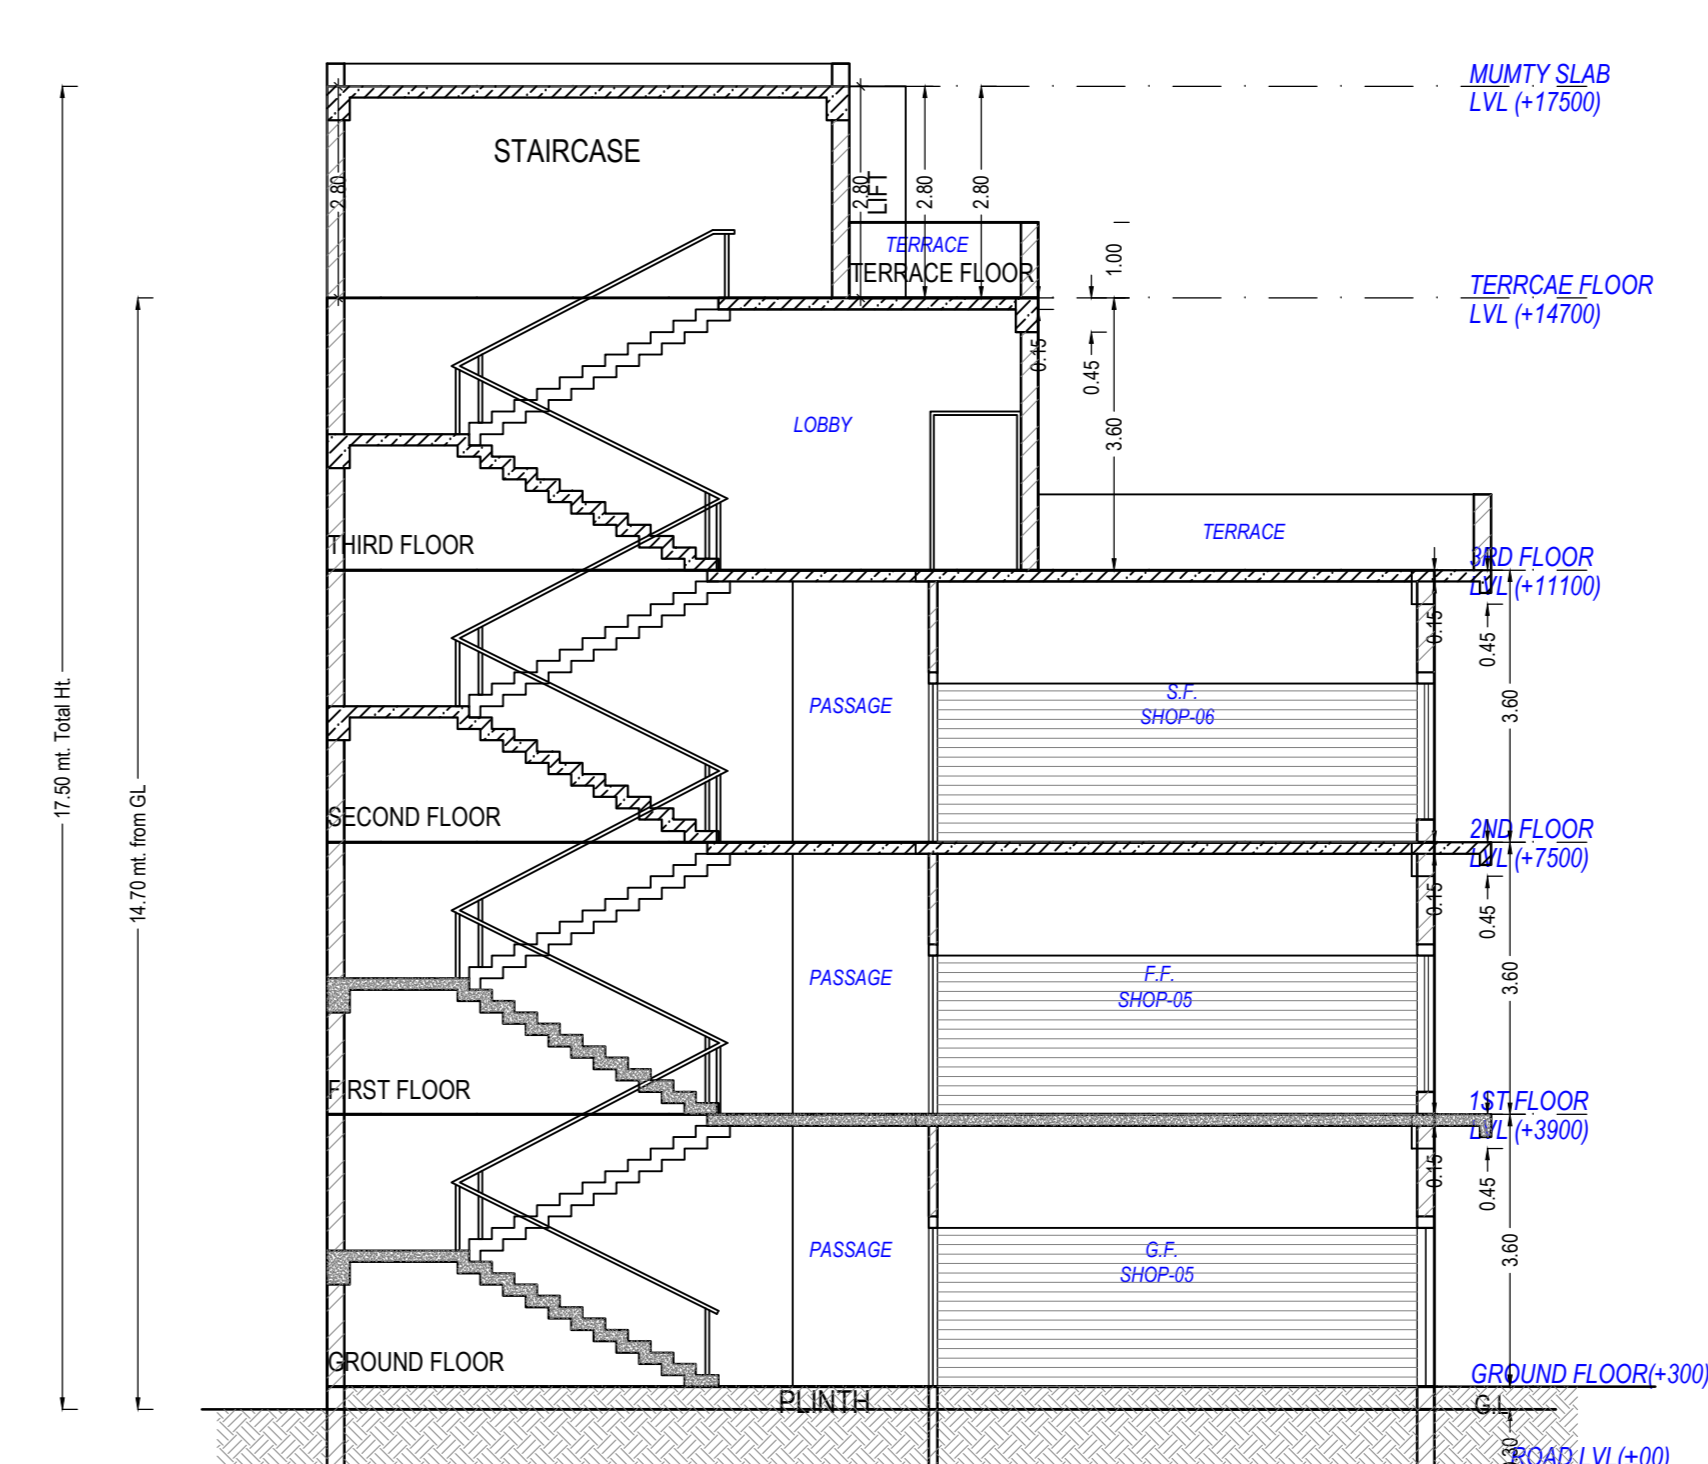 MUMTY SLAB
LVL (+17500)
STAIRCASE
2.80
2.80
LIFT
2.80
2.80
TERRACE
TERRACE FLOOR
1.00
TERRCAE FLOOR
LVL (+14700)
0.15
0.45
LOBBY
3.60
THIRD FLOOR
TERRACE
3RD FLOOR
LVL (+11100)
0.15
0.45
17.50 mt. Total Ht.
PASSAGE
S.F.
SHOP-06
3.60
SECOND FLOOR
2ND FLOOR
LVL (+7500)
14.70 mt. from GL
0.15
0.45
PASSAGE
F.F.
SHOP-05
3.60
FIRST FLOOR
1ST FLOOR
LVL (+3900)
0.15
0.45
PASSAGE
G.F.
SHOP-05
3.60
GROUND FLOOR
GROUND FLOOR(+300)
PLINTH
G.L
ROAD LVL(+00)